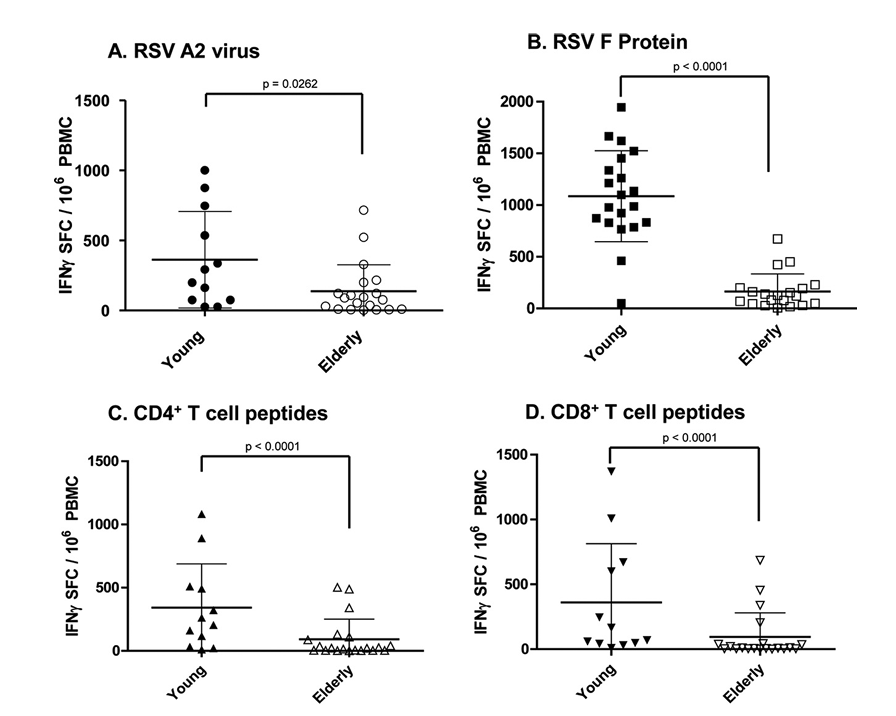 A. RSV A2 virus
p = 0.0262
IFNγ SFC / 10⁶ PBMC
1500
1000
500
0
Young
Elderly
B. RSV F Protein
p < 0.0001
IFNγ SFC / 10⁶ PBMC
2000
1500
1000
500
0
Young
Elderly
C. CD4⁺ T cell peptides
p < 0.0001
IFNγ SFC / 10⁶ PBMC
1500
1000
500
0
Young
Elderly
D. CD8⁺ T cell peptides
p < 0.0001
IFNγ SFC / 10⁶ PBMC
1500
1000
500
0
Young
Elderly